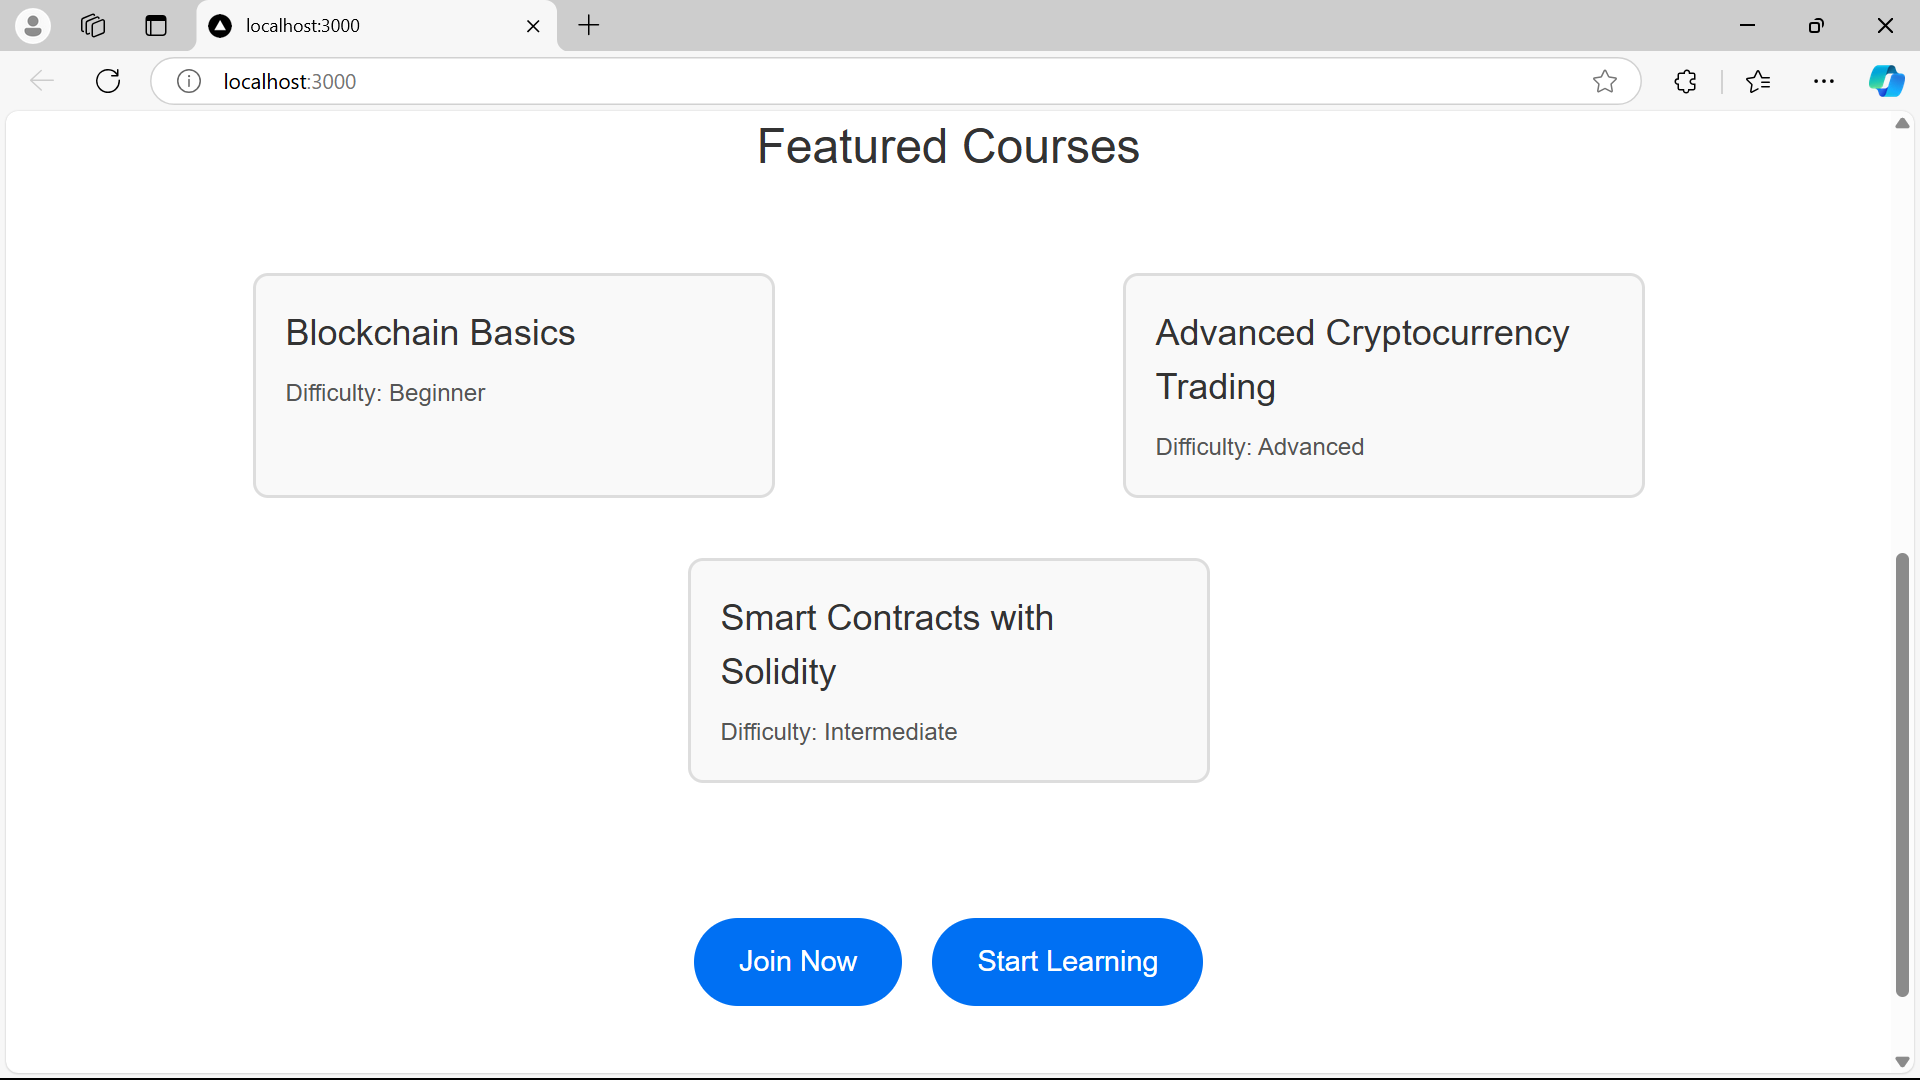 localhost:3000
localhost:3000
Featured Courses
Blockchain Basics
Difficulty: Beginner
Advanced Cryptocurrency
Trading
Difficulty: Advanced
Smart Contracts with
Solidity
Difficulty: Intermediate
Join Now
Start Learning